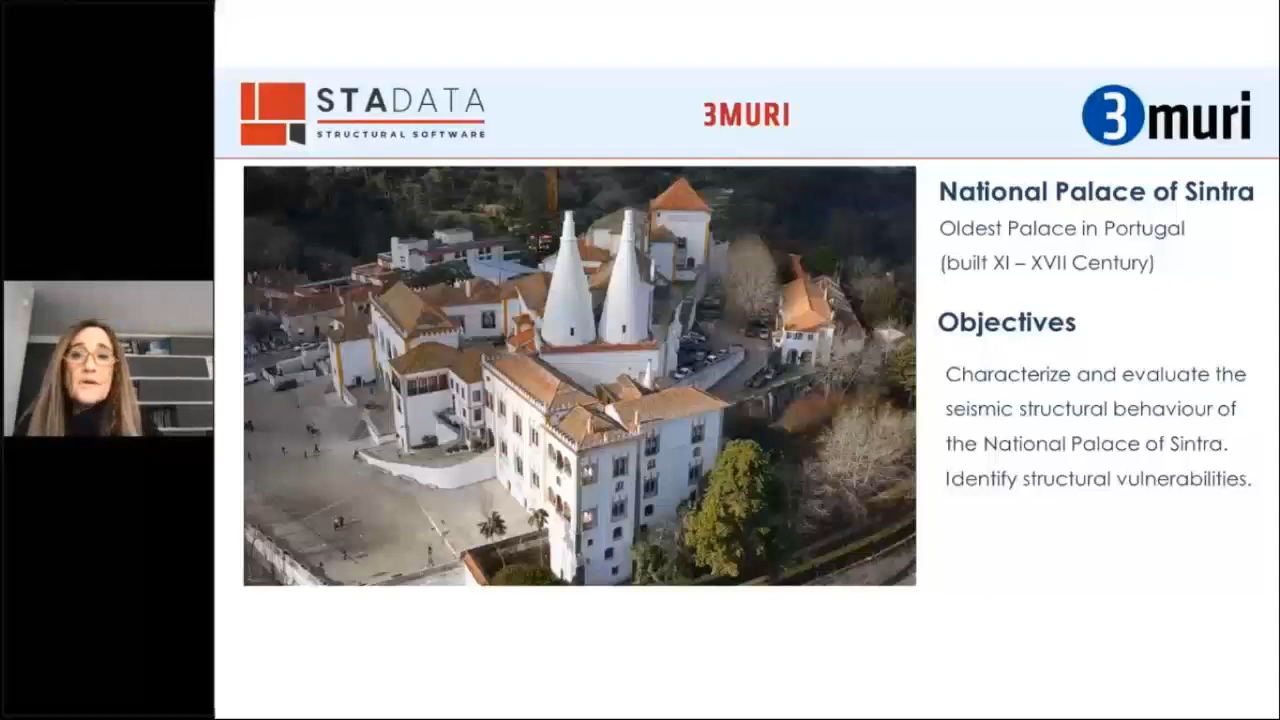 STADATA
STRUCTURAL SOFTWARE
3MURI
3muri
National Palace of Sintra
Oldest Palace in Portugal
(built XI – XVII Century)
Objectives
Characterize and evaluate the
seismic structural behaviour of
the National Palace of Sintra.
Identify structural vulnerabilities.